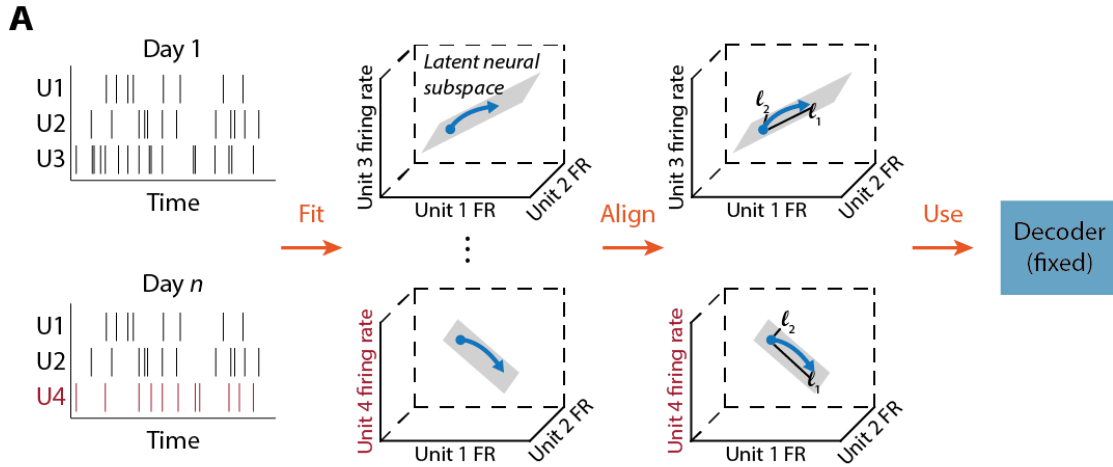 A
Day 1
U1
U2
U3
Time
Fit
Unit 3 firing rate
Latent neural
subspace
Unit 1 FR
Unit 2 FR
Align
Unit 3 firing rate
ℓ2
ℓ1
Unit 1 FR
Unit 2 FR
Use
Decoder
(fixed)
Day n
U1
U2
U4
Time
Unit 4 firing rate
Unit 1 FR
Unit 2 FR
Unit 4 firing rate
ℓ2
ℓ1
Unit 1 FR
Unit 2 FR